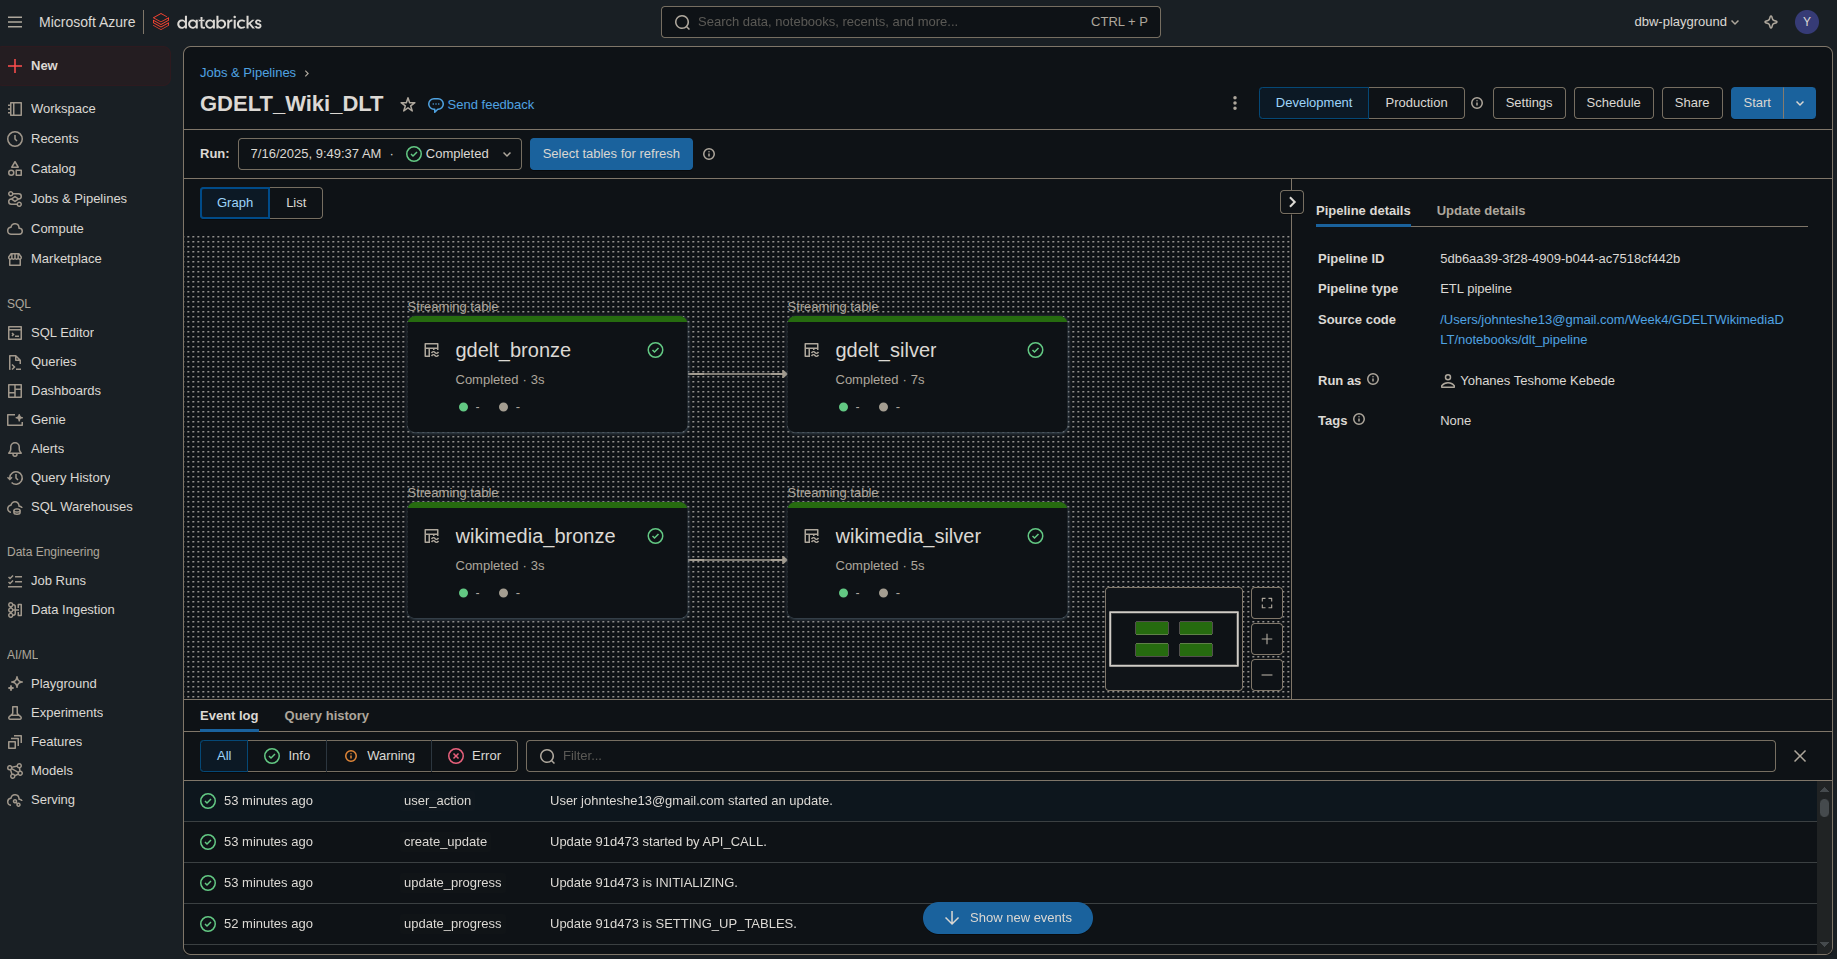 Microsoft Azure databricks
Search data, notebooks, recents, and more... CTRL + P
dbw-playground Y
New
Workspace
Recents
Catalog
Jobs & Pipelines
Compute
Marketplace
SQL
SQL Editor
Queries
Dashboards
Genie
Alerts
Query History
SQL Warehouses
Data Engineering
Job Runs
Data Ingestion
AI/ML
Playground
Experiments
Features
Models
Serving
Jobs & Pipelines
GDELT_Wiki_DLT Send feedback
Development Production Settings Schedule Share Start
Run: 7/16/2025, 9:49:37 AM · Completed Select tables for refresh
Graph List
Streaming table
gdelt_bronze
Completed · 3s
- -
Streaming table
gdelt_silver
Completed · 7s
- -
Streaming table
wikimedia_bronze
Completed · 3s
- -
Streaming table
wikimedia_silver
Completed · 5s
- -
Pipeline details Update details
Pipeline ID 5db6aa39-3f28-4909-b044-ac7518cf442b
Pipeline type ETL pipeline
Source code /Users/johnteshe13@gmail.com/Week4/GDELTWikimediaD
LT/notebooks/dlt_pipeline
Run as Yohanes Teshome Kebede
Tags None
Event log Query history
All Info Warning Error Filter...
53 minutes ago user_action User johnteshe13@gmail.com started an update.
53 minutes ago create_update Update 91d473 started by API_CALL.
53 minutes ago update_progress Update 91d473 is INITIALIZING.
52 minutes ago update_progress Update 91d473 is SETTING_UP_TABLES.
Show new events